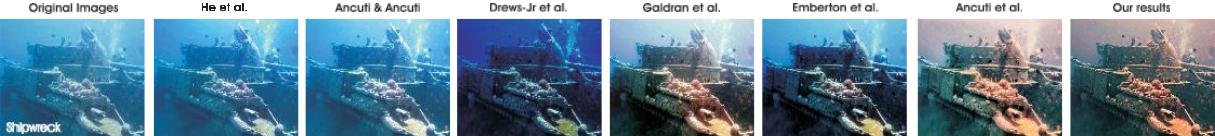 Original Images He et al. Ancuti & Ancuti Drews-Jr et al. Galdran et al. Emberton et al. Ancuti et al. Our results
Shipwreck